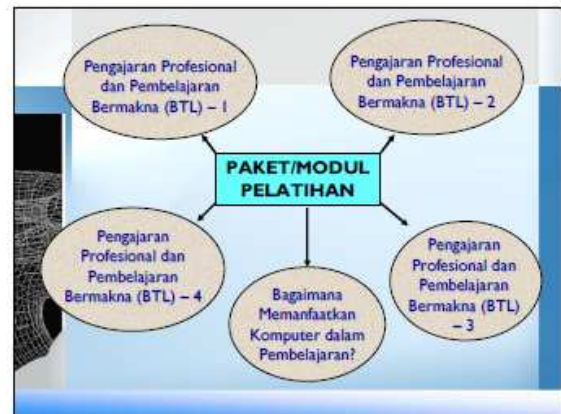 Pengajaran Profesional
dan Pembelajaran
Bermakna (BTL) – 1
Pengajaran Profesional
dan Pembelajaran
Bermakna (BTL) – 2
PAKET/MODUL
PELATIHAN
Pengajaran
Profesional dan
Pembelajaran
Bermakna (BTL) – 4
Bagaimana
Memanfaatkan
Komputer dalam
Pembelajaran?
Pengajaran
Profesional dan
Pembelajaran
Bermakna (BTL)
– 3